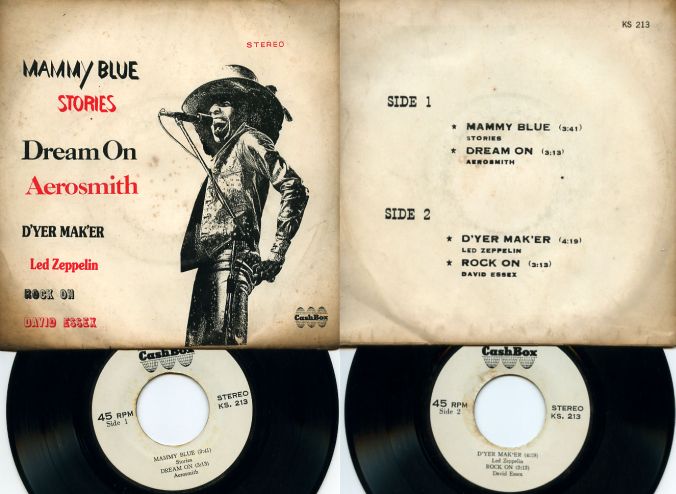 STEREO
MAMMY BLUE
STORIES
Dream On
Aerosmith
D'YER MAK'ER
Led Zeppelin
ROCK ON
DAVID ESSEX
CashBox
KS 213
SIDE 1
★ MAMMY BLUE (3:41)
STORIES
★ DREAM ON (3:13)
AEROSMITH
SIDE 2
★ D'YER MAK'ER (4:19)
LED ZEPPELIN
★ ROCK ON (3:13)
DAVID ESSEX
CashBox
45 RPM
Side 1
STEREO
KS. 213
MAMMY BLUE (3:41)
Stories
DREAM ON (3:13)
Aerosmith
CashBox
45 RPM
Side 2
STEREO
KS. 213
D'YER MAK'ER (4:19)
Led Zeppelin
ROCK ON (3:13)
David Essex